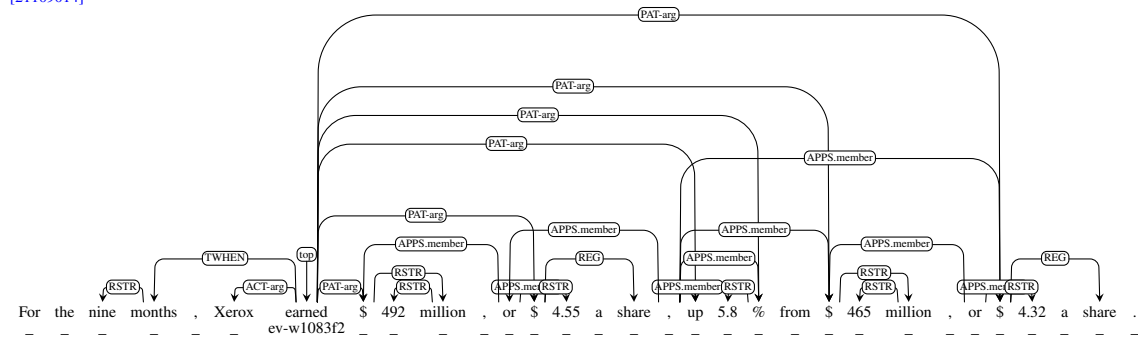 [21109014]
PAT-arg
PAT-arg
PAT-arg
PAT-arg APPS.member
PAT-arg
APPS.member APPS.member
APPS.member APPS.member
TWHEN top APPS.member REG APPS.member REG
RSTR RSTR
RSTR ACT-arg PAT-arg RSTR RSTR APPS.member RSTR RSTR RSTR
For the nine months , Xerox earned $ 492 million , or $ 4.55 a share , up 5.8 % from $ 465 million , or $ 4.32 a share .
_ _ _ _ _ _ ev-w1083f2 _ _ _ _ _ _ _ _ _ _ _ _ _ _ _ _ _ _ _ _ _ _ _ _